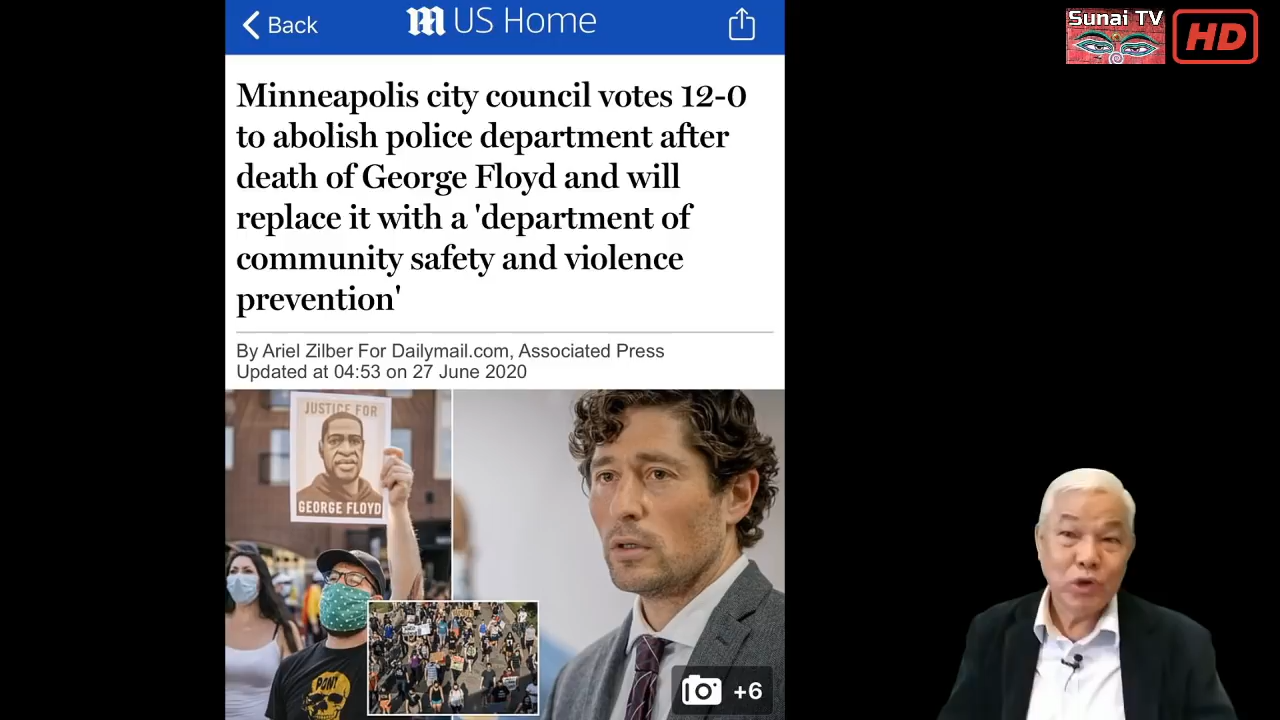 Back
US Home
Sunai TV
HD
Minneapolis city council votes 12-0
to abolish police department after
death of George Floyd and will
replace it with a 'department of
community safety and violence
prevention'
By Ariel Zilber For Dailymail.com, Associated Press
Updated at 04:53 on 27 June 2020
JUSTICE FOR
GEORGE FLOYD
+6